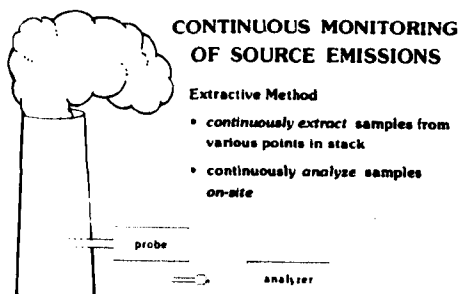 CONTINUOUS MONITORING
OF SOURCE EMISSIONS
Extractive Method
• continuously extract samples from
various points in stack
• continuously analyze samples
on-site
probe
analyzer